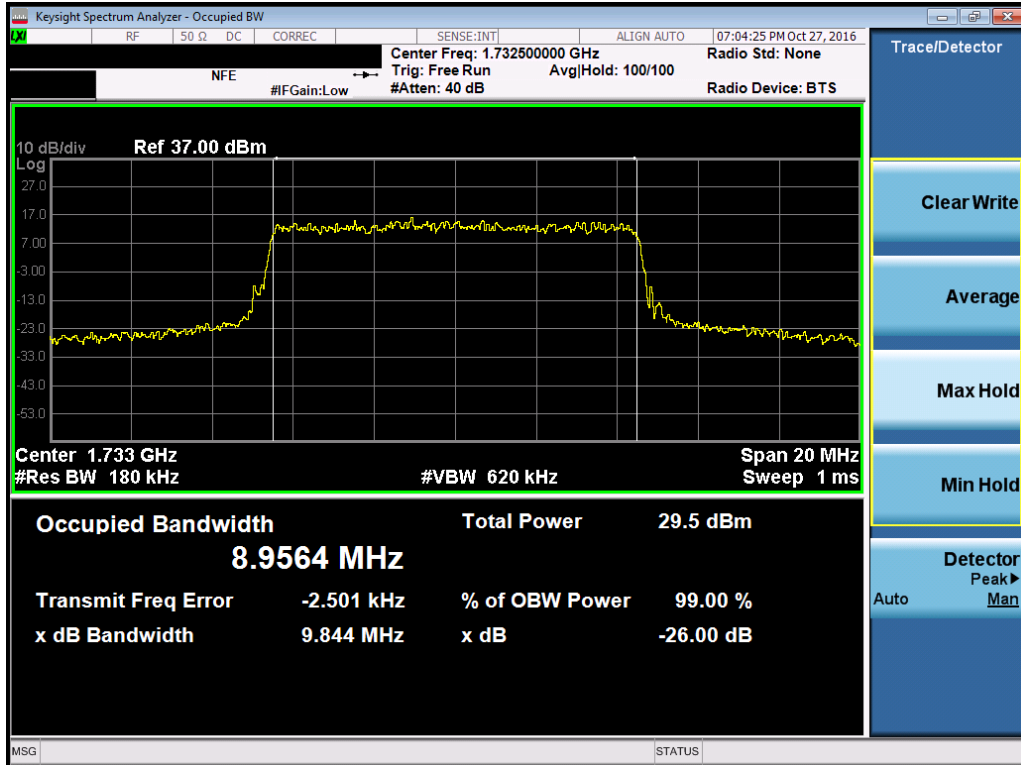 Keysight Spectrum Analyzer - Occupied BW
LXI RF 50 Ω DC CORREC SENSE:INT ALIGN AUTO 07:04:25 PM Oct 27, 2016
Center Freq: 1.732500000 GHz Radio Std: None
NFE Trig: Free Run Avg|Hold: 100/100
#IFGain:Low #Atten: 40 dB Radio Device: BTS
10 dB/div Ref 37.00 dBm
Log
27.0
17.0
7.00
-3.00
-13.0
-23.0
-33.0
-43.0
-53.0
Center 1.733 GHz Span 20 MHz
#Res BW 180 kHz #VBW 620 kHz Sweep 1 ms
Occupied Bandwidth Total Power 29.5 dBm
8.9564 MHz
Transmit Freq Error -2.501 kHz % of OBW Power 99.00 %
x dB Bandwidth 9.844 MHz x dB -26.00 dB
MSG STATUS
Trace/Detector
Clear Write
Average
Max Hold
Min Hold
Detector
Peak▶
Auto Man